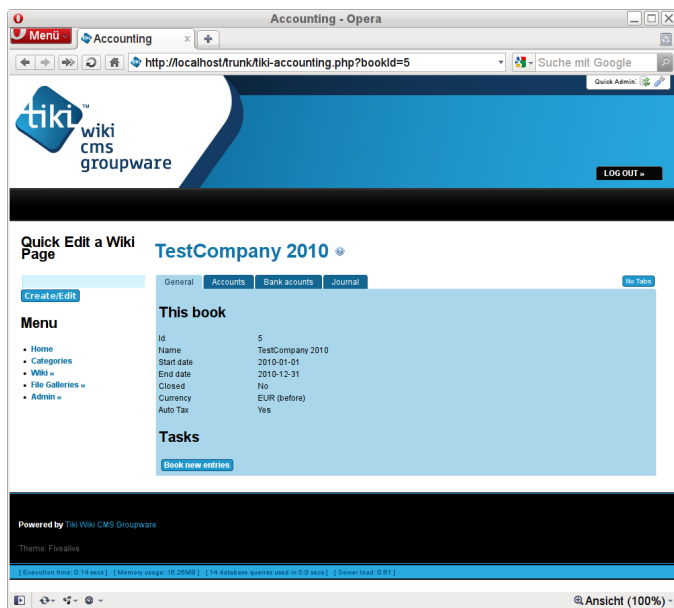 Accounting - Opera
Menü
Accounting
http://localhost/trunk/tiki-accounting.php?bookId=5
Suche mit Google
Quick Admin:
tiki™
wiki
cms
groupware
LOG OUT »
Quick Edit a Wiki
Page
Create/Edit
Menu
Home
Categories
Wiki »
File Galleries »
Admin »
TestCompany 2010
General Accounts Bank acounts Journal
No Tabs
This book
Id 5
Name TestCompany 2010
Start date 2010-01-01
End date 2010-12-31
Closed No
Currency EUR (before)
Auto Tax Yes
Tasks
Book new entries
Powered by Tiki Wiki CMS Groupware
Theme: Fivealive
[ Execution time: 0.14 secs ] [ Memory usage: 16.26MB ] [ 14 database queries used in 0.0 secs ] [ Server load: 0.61 ]
Ansicht (100%)